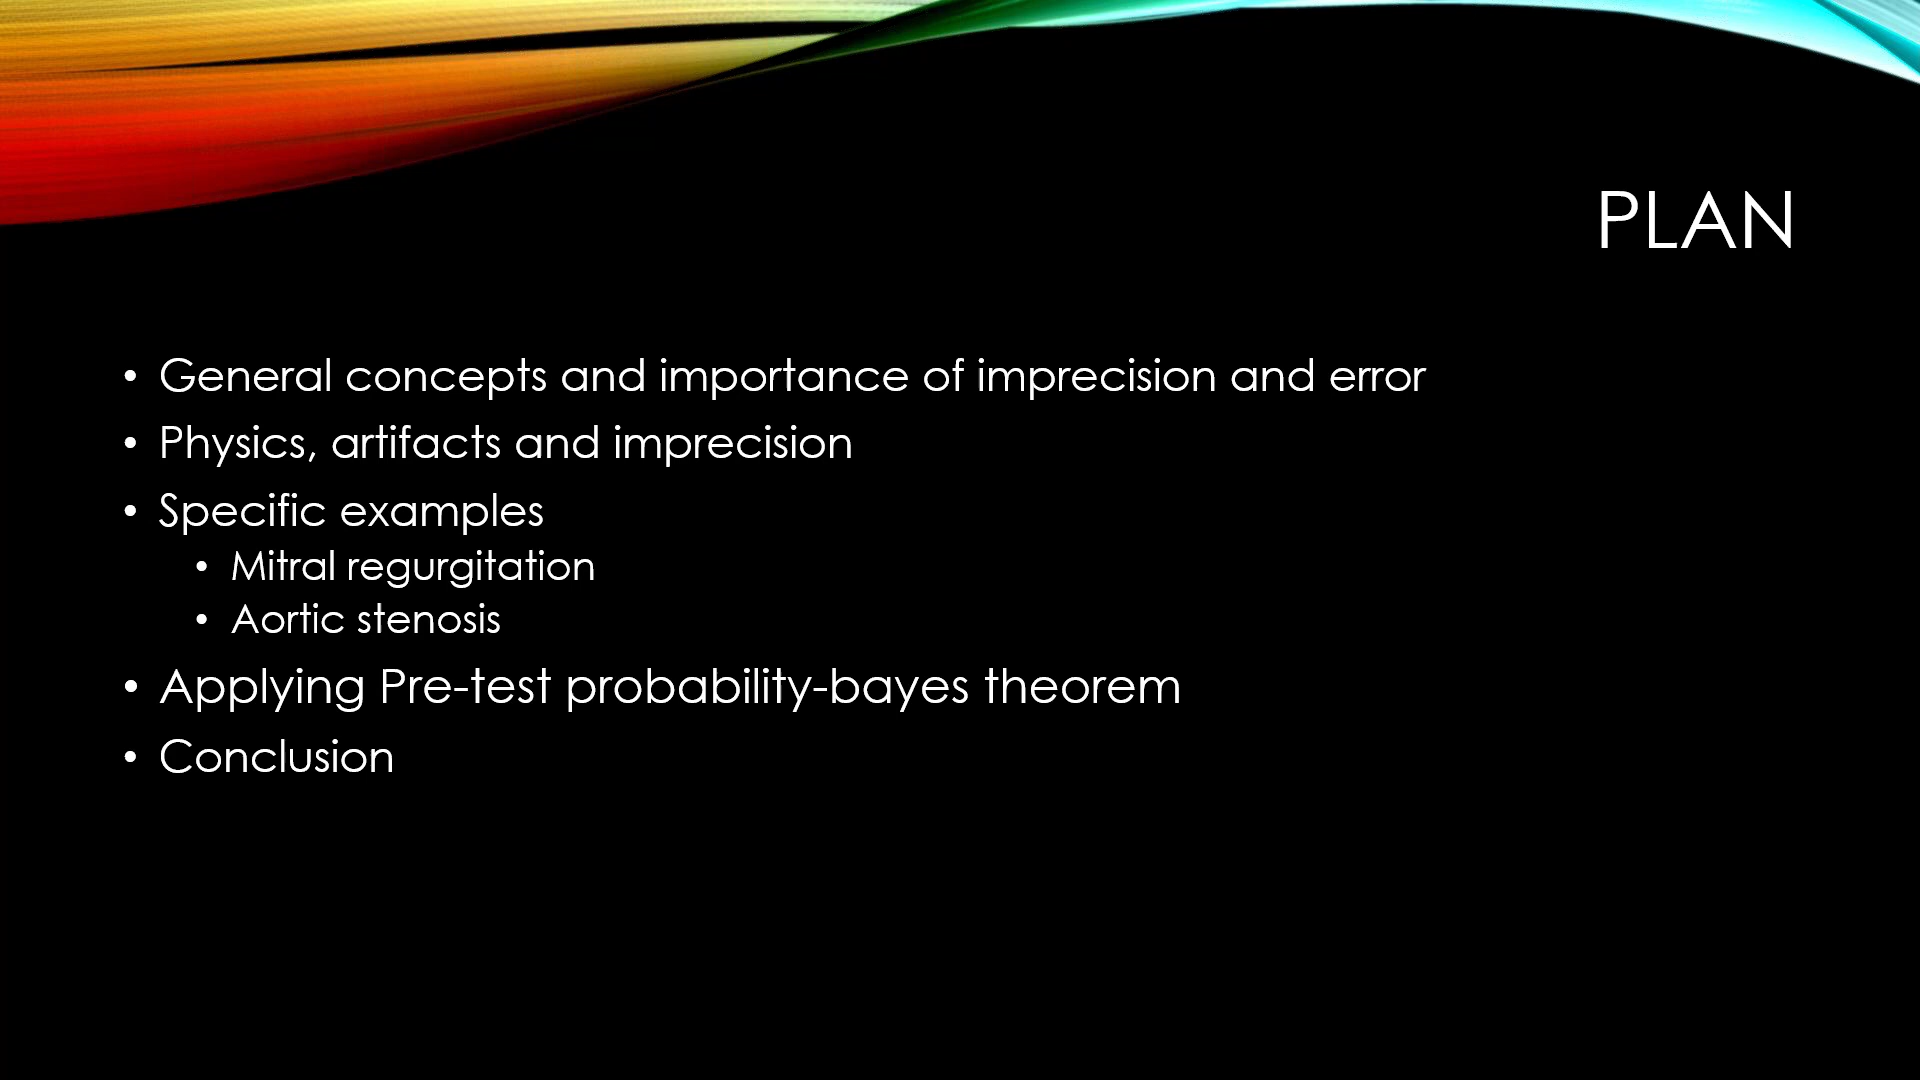 PLAN
• General concepts and importance of imprecision and error
• Physics, artifacts and imprecision
• Specific examples
• Mitral regurgitation
• Aortic stenosis
• Applying Pre-test probability-bayes theorem
• Conclusion